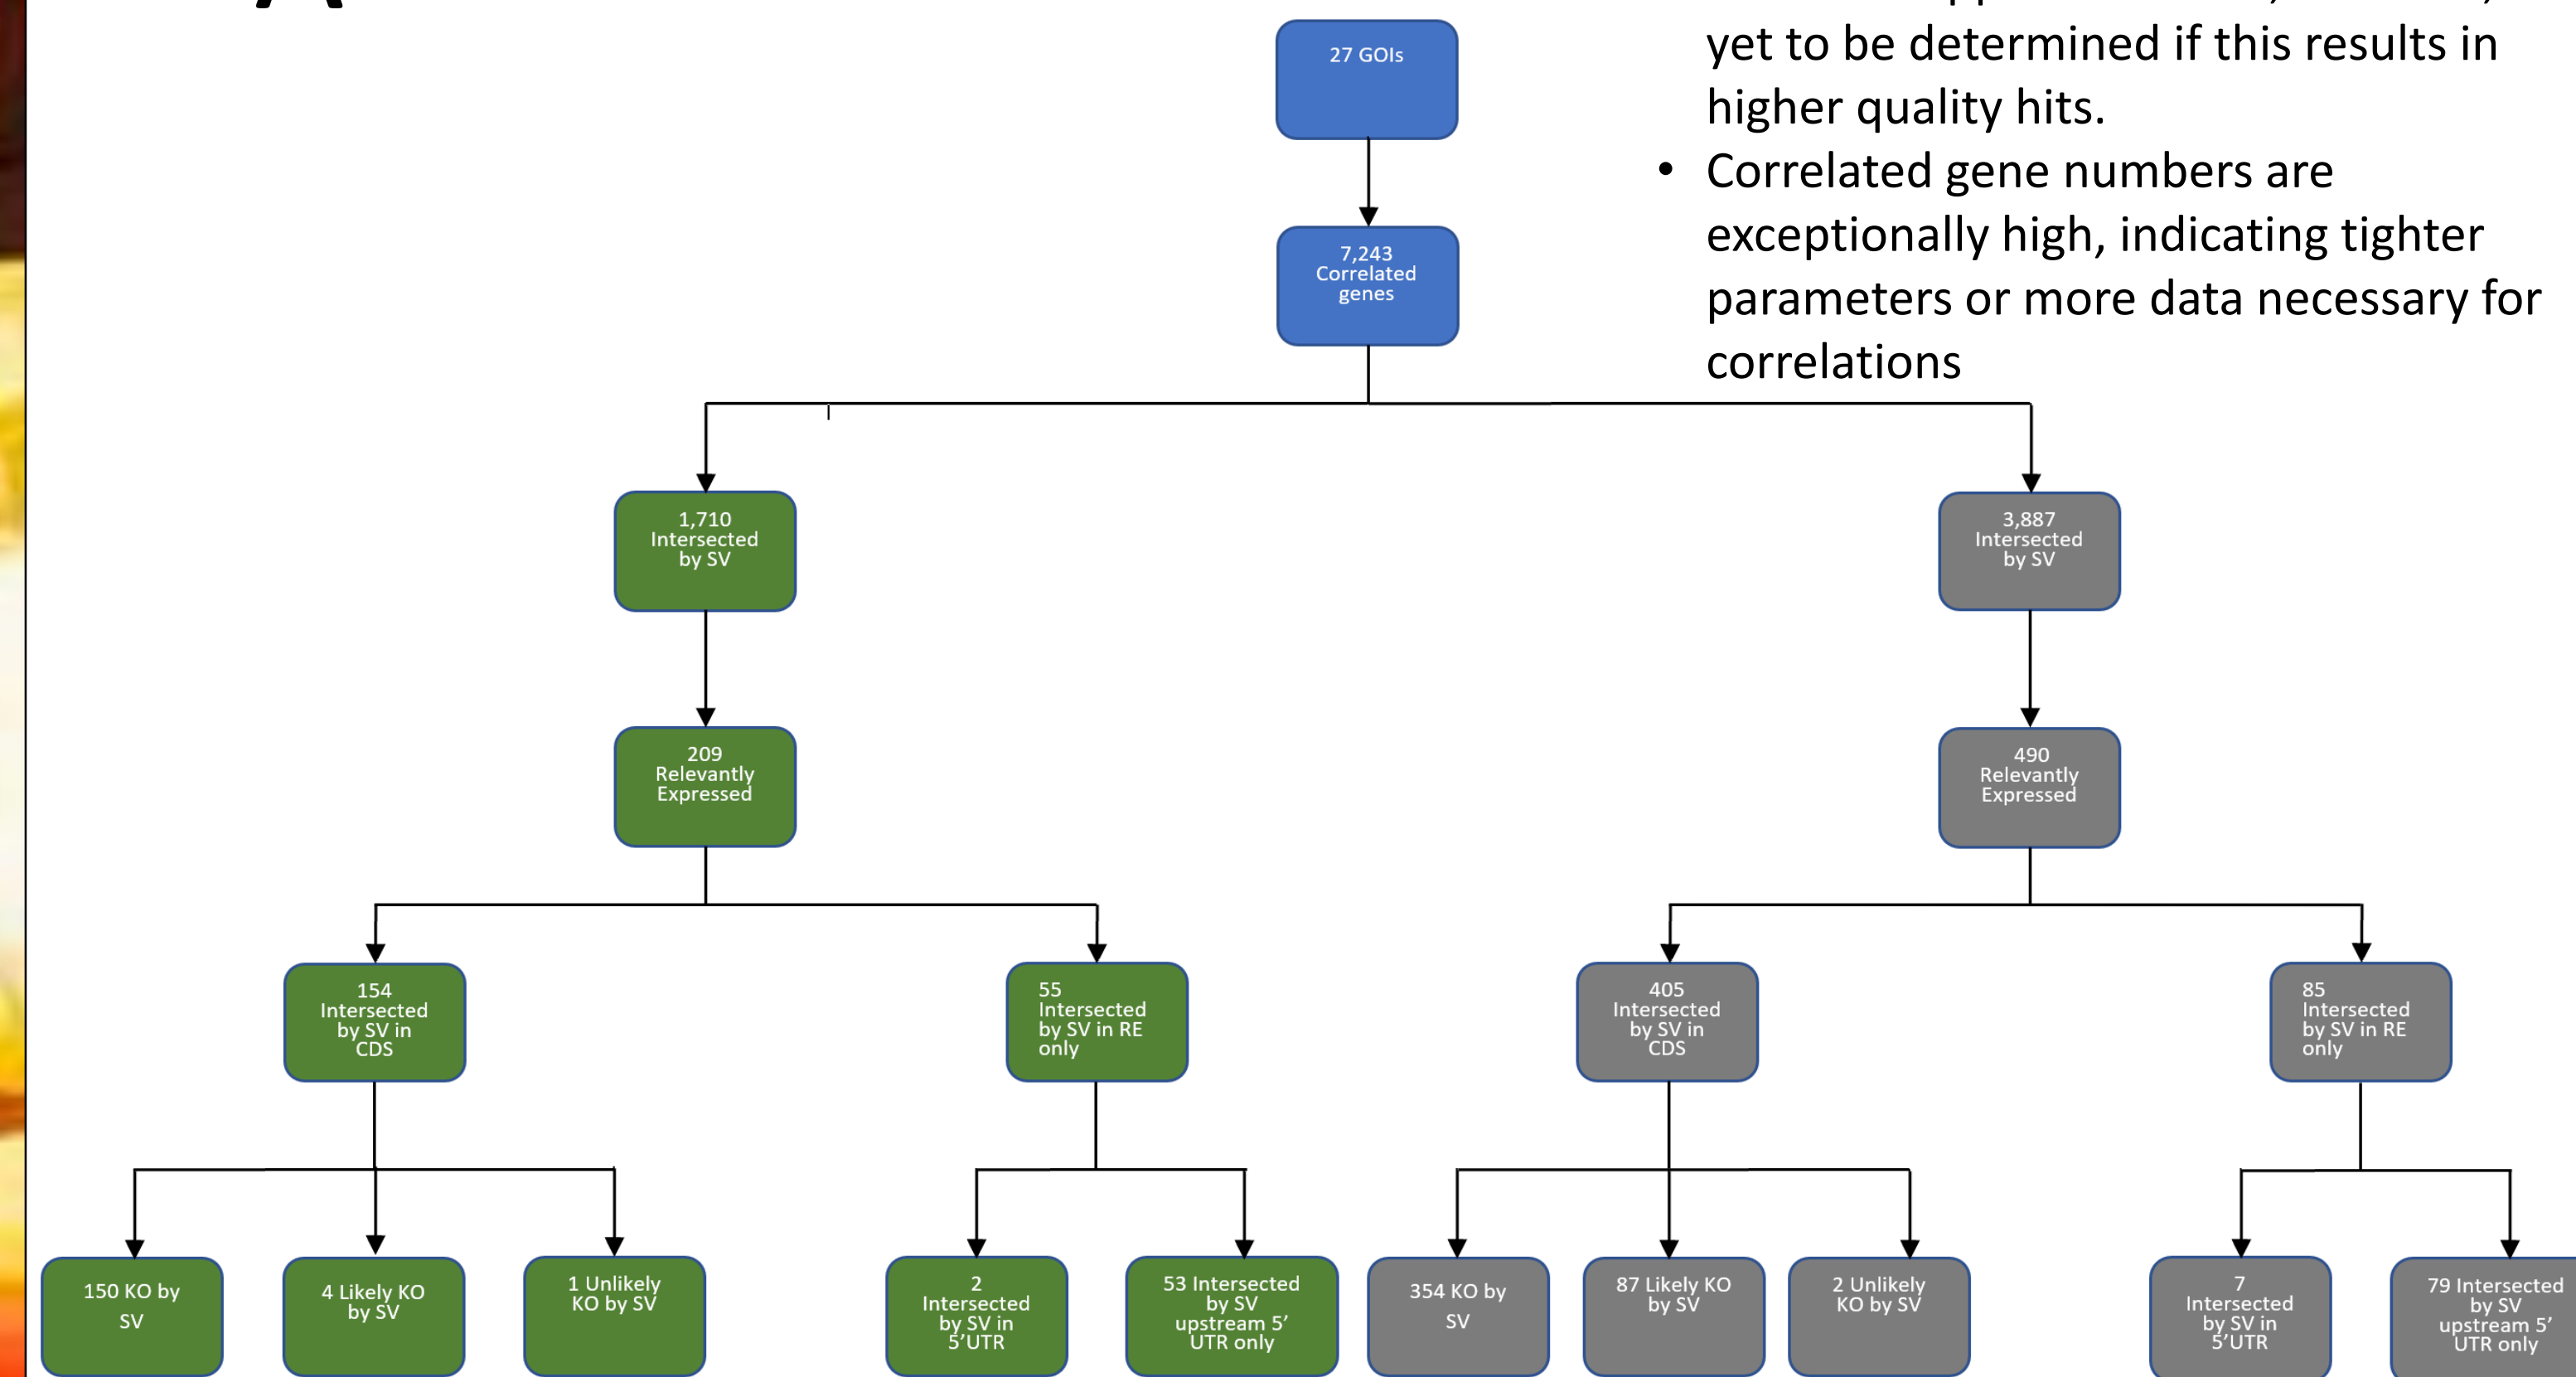 yet to be determined if this results in
higher quality hits.
• Correlated gene numbers are
exceptionally high, indicating tighter
parameters or more data necessary for
correlations
27 GOIs
7,243
Correlated
genes
1,710
Intersected
by SV
3,887
Intersected
by SV
209
Relevantly
Expressed
490
Relevantly
Expressed
154
Intersected
by SV in
CDS
55
Intersected
by SV in RE
only
405
Intersected
by SV in
CDS
85
Intersected
by SV in RE
only
150 KO by
SV
4 Likely KO
by SV
1 Unlikely
KO by SV
2
Intersected
by SV in
5’UTR
53 Intersected
by SV
upstream 5’
UTR only
354 KO by
SV
87 Likely KO
by SV
2 Unlikely
KO by SV
7
Intersected
by SV in
5’UTR
79 Intersected
by SV
upstream 5’
UTR only